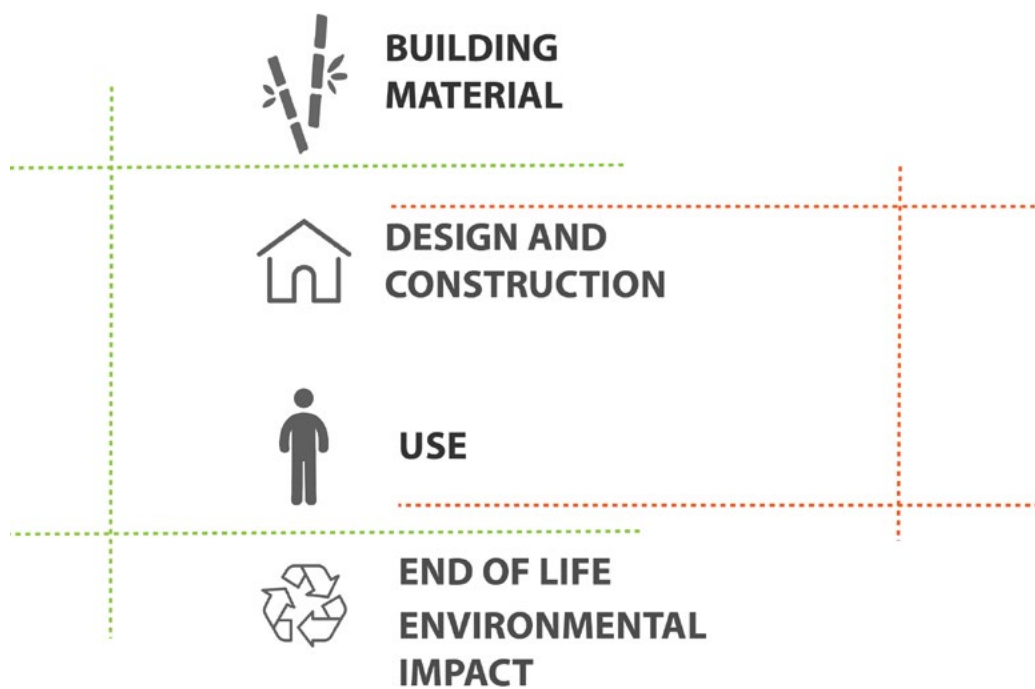 BUILDING
MATERIAL
DESIGN AND
CONSTRUCTION
USE
END OF LIFE
ENVIRONMENTAL
IMPACT